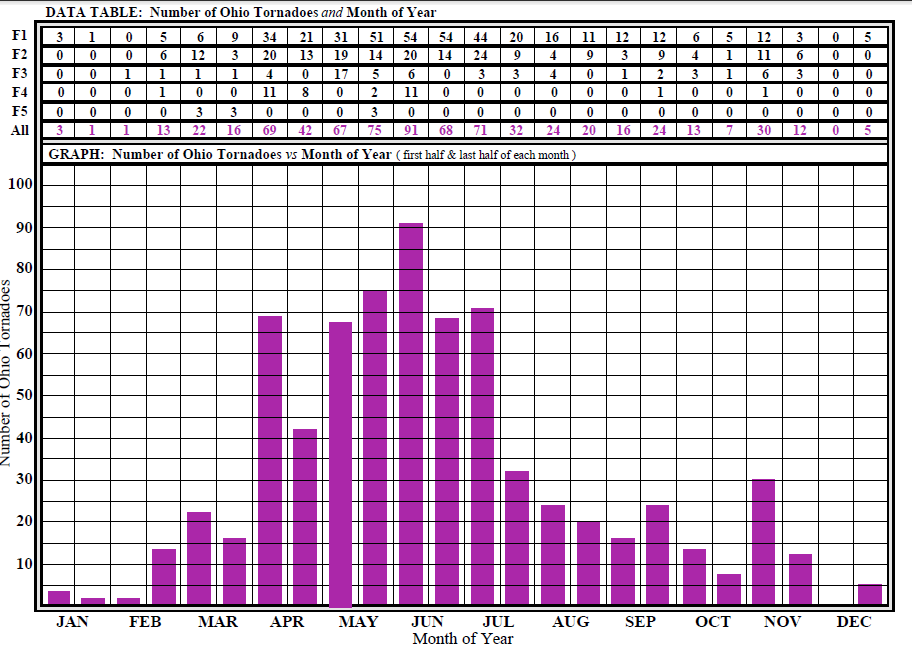 DATA TABLE: Number of Ohio Tornadoes and Month of Year
F1 3 1 0 5 6 9 34 21 31 51 54 54 44 20 16 11 12 12 6 5 12 3 0 5
F2 0 0 0 6 12 3 20 13 19 14 20 14 24 9 4 9 3 9 4 1 11 6 0 0
F3 0 0 1 1 1 1 4 0 17 5 6 0 3 3 4 0 1 2 3 1 6 3 0 0
F4 0 0 0 1 0 0 11 8 0 2 11 0 0 0 0 0 0 1 0 0 1 0 0 0
F5 0 0 0 0 3 3 0 0 0 3 0 0 0 0 0 0 0 0 0 0 0 0 0 0
All 3 1 1 13 22 16 69 42 67 75 91 68 71 32 24 20 16 24 13 7 30 12 0 5
GRAPH: Number of Ohio Tornadoes vs Month of Year ( first half & last half of each month )
100
90
80
70
60
50
40
30
20
10
Number of Ohio Tornadoes
JAN FEB MAR APR MAY JUN JUL AUG SEP OCT NOV DEC
Month of Year